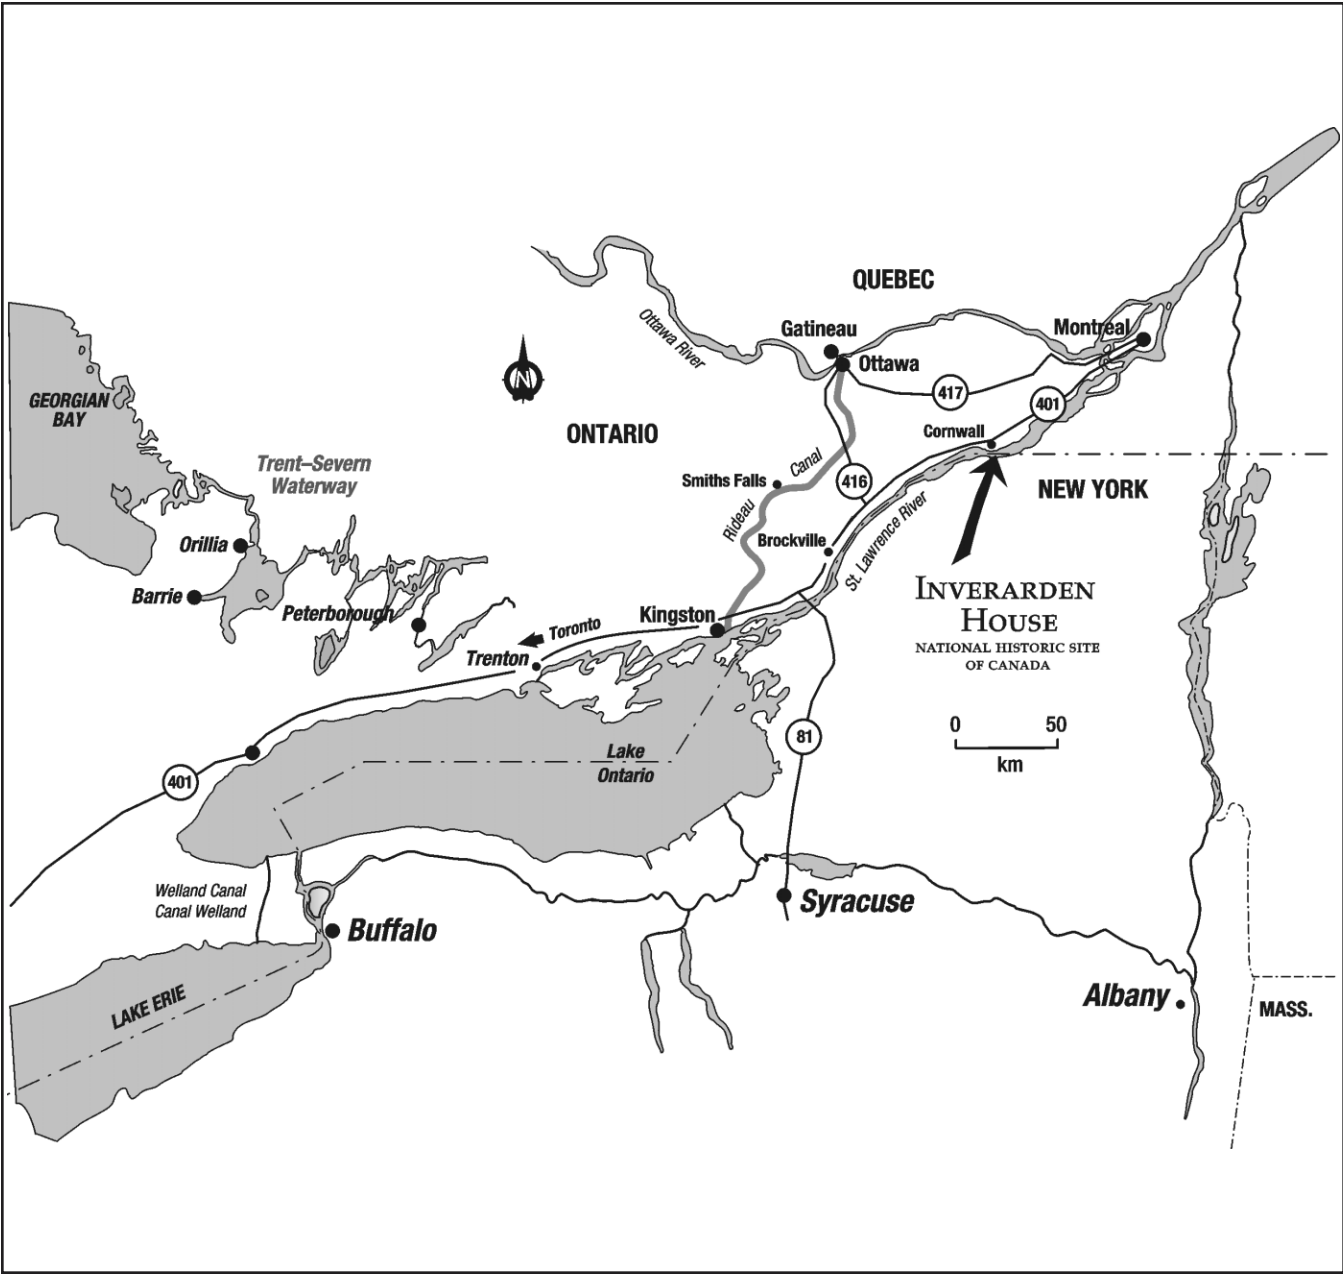 QUEBEC
Ottawa River
Gatineau
Montreal
Ottawa
N
417
GEORGIAN
BAY
401
ONTARIO
Cornwall
Trent–Severn
Waterway
Canal
Smiths Falls
416
NEW YORK
Rideau
Orillia
Brockville
St. Lawrence River
Barrie
INVERARDEN
HOUSE
NATIONAL HISTORIC SITE
OF CANADA
Peterborough
Kingston
Toronto
Trenton
0 50
km
81
Lake
Ontario
401
Welland Canal
Canal Welland
Syracuse
Buffalo
LAKE ERIE
Albany
MASS.